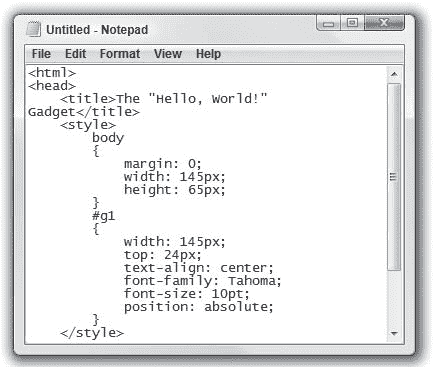 Untitled - Notepad
File Edit Format View Help
<html>
<head>
    <title>The "Hello, World!"
Gadget</title>
    <style>
        body
        {
            margin: 0;
            width: 145px;
            height: 65px;
        }
        #g1
        {
            width: 145px;
            top: 24px;
            text-align: center;
            font-family: Tahoma;
            font-size: 10pt;
            position: absolute;
        }
    </style>